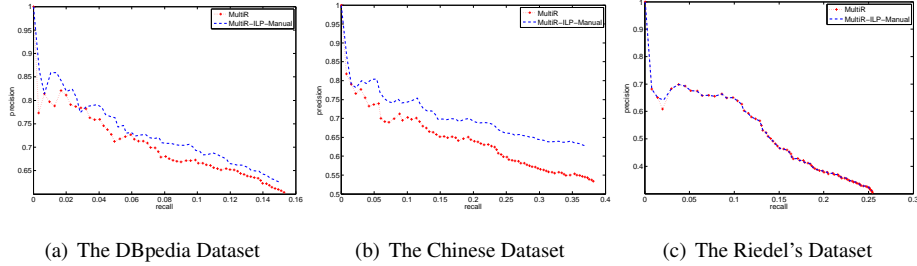 MultiR
MultiR-ILP-Manual
precision
1
0.95
0.9
0.85
0.8
0.75
0.7
0.65
0 0.02 0.04 0.06 0.08 0.1 0.12 0.14 0.16
recall
(a) The DBpedia Dataset
MultiR
MultiR-ILP-Manual
precision
1
0.95
0.9
0.85
0.8
0.75
0.7
0.65
0.6
0.55
0.5
0 0.05 0.1 0.15 0.2 0.25 0.3 0.35 0.4
recall
(b) The Chinese Dataset
MultiR
MultiR-ILP-Manual
precision
1
0.9
0.8
0.7
0.6
0.5
0.4
0 0.05 0.1 0.15 0.2 0.25 0.3
recall
(c) The Riedel's Dataset